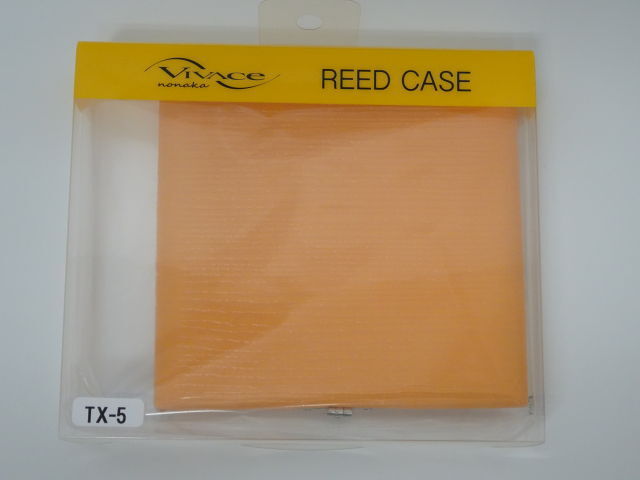 Vivace
nonaka
REED CASE
TX-5